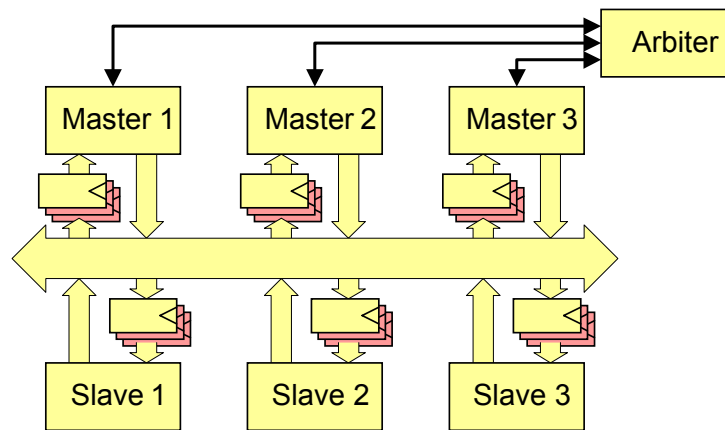 Arbiter
Master 1
Master 2
Master 3
Slave 1
Slave 2
Slave 3